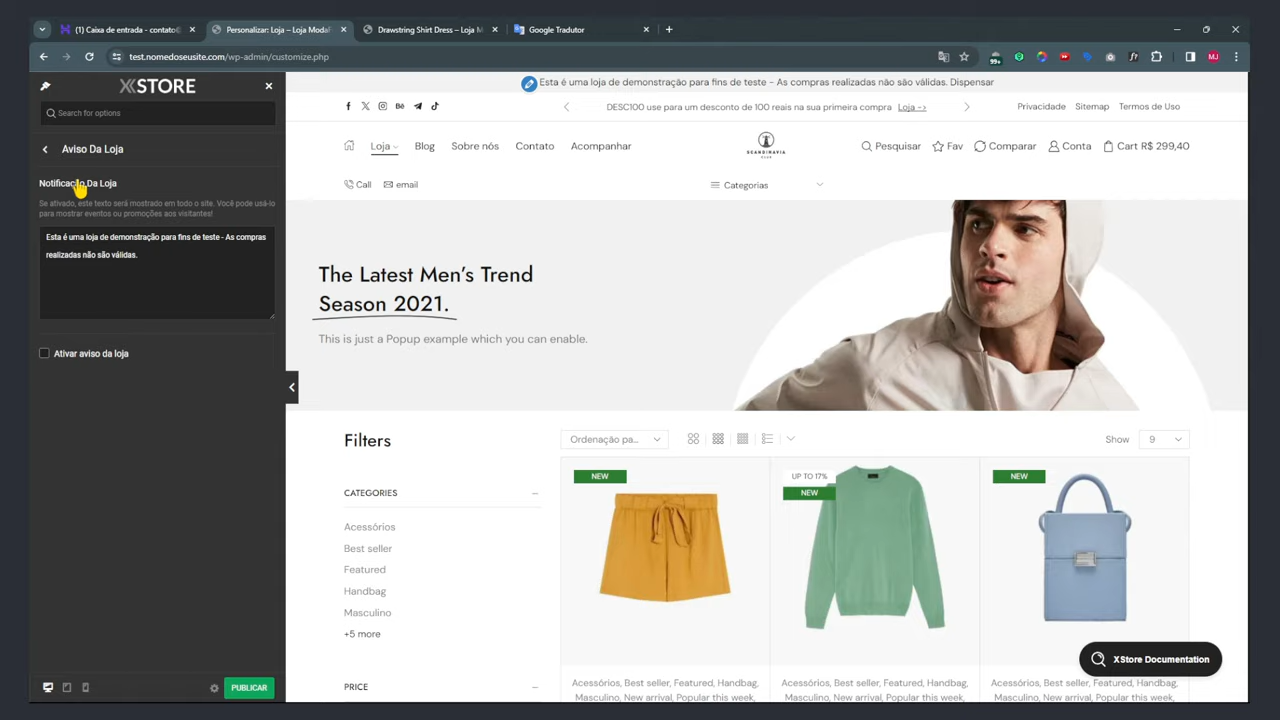 (1) Caixa de entrada - contato@
Personalizar: Loja – Loja Modal
Drawstring Shirt Dress – Loja M
Google Tradutor
test.nomedoseusite.com/wp-admin/customize.php
99+
MJ
XSTORE
Search for options
Aviso Da Loja
Notificação Da Loja
Se ativado, este texto será mostrado em todo o site. Você pode usá-lo
para mostrar eventos ou promoções aos visitantes!
Esta é uma loja de demonstração para fins de teste - As compras
realizadas não são válidas.
Ativar aviso da loja
PUBLICAR
Esta é uma loja de demonstração para fins de teste - As compras realizadas não são válidas. Dispensar
DESC100 use para um desconto de 100 reais na sua primeira compra Loja ->
Privacidade Sitemap Termos de Uso
Loja Blog Sobre nós Contato Acompanhar
SCANDINAVIA
CLUB
Pesquisar Fav Comparar Conta Cart R$ 299,40
Call email
Categorias
The Latest Men's Trend
Season 2021.
This is just a Popup example which you can enable.
Filters
Ordenação pa...
Show 9
CATEGORIES
Acessórios
Best seller
Featured
Handbag
Masculino
+5 more
PRICE
NEW
UP TO 17%
NEW
NEW
XStore Documentation
Acessórios, Best seller, Featured, Handbag,
Masculino, New arrival, Popular this week,
Acessórios, Best seller, Featured, Handbag,
Masculino, New arrival, Popular this week,
Acessórios, Best seller, Featured, Handbag,
Masculino, New arrival, Popular this week,